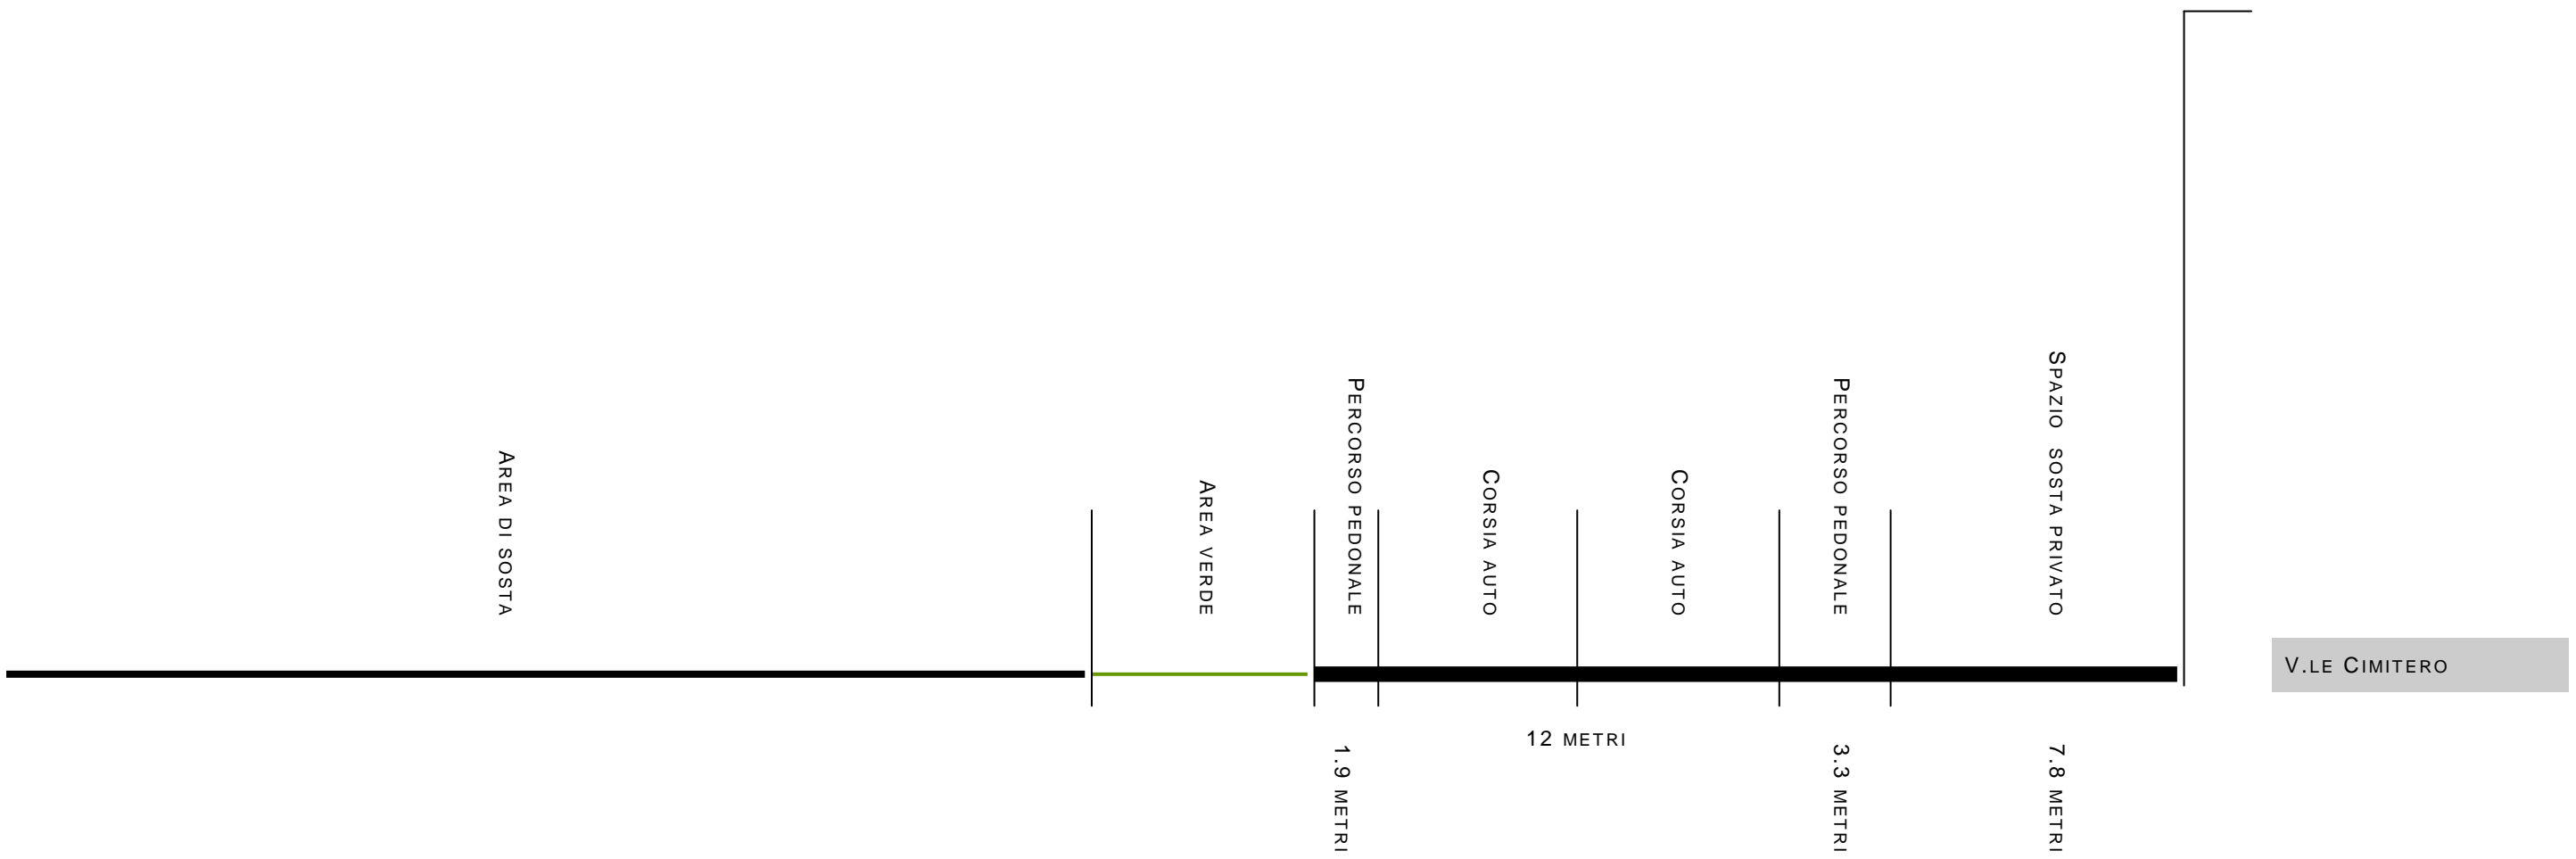 Area di sosta
Area verde
Percorso pedonale
Corsia auto
Corsia auto
Percorso pedonale
Spazio sosta privato
V.le Cimitero
1.9 metri
12 metri
3.3 metri
7.8 metri